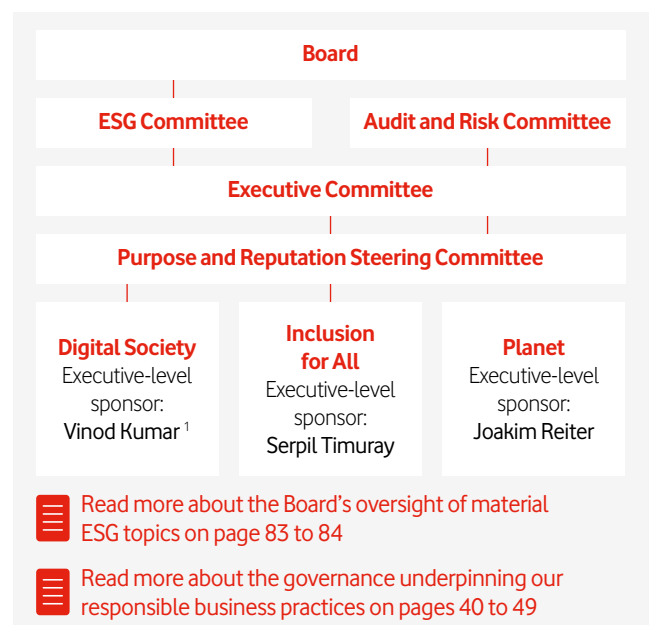 Board
ESG Committee
Audit and Risk Committee
Executive Committee
Purpose and Reputation Steering Committee
Digital Society
Executive-level
sponsor:
Vinod Kumar 1
Inclusion
for All
Executive-level
sponsor:
Serpil Timuray
Planet
Executive-level
sponsor:
Joakim Reiter
Read more about the Board’s oversight of material
ESG topics on page 83 to 84
Read more about the governance underpinning our
responsible business practices on pages 40 to 49